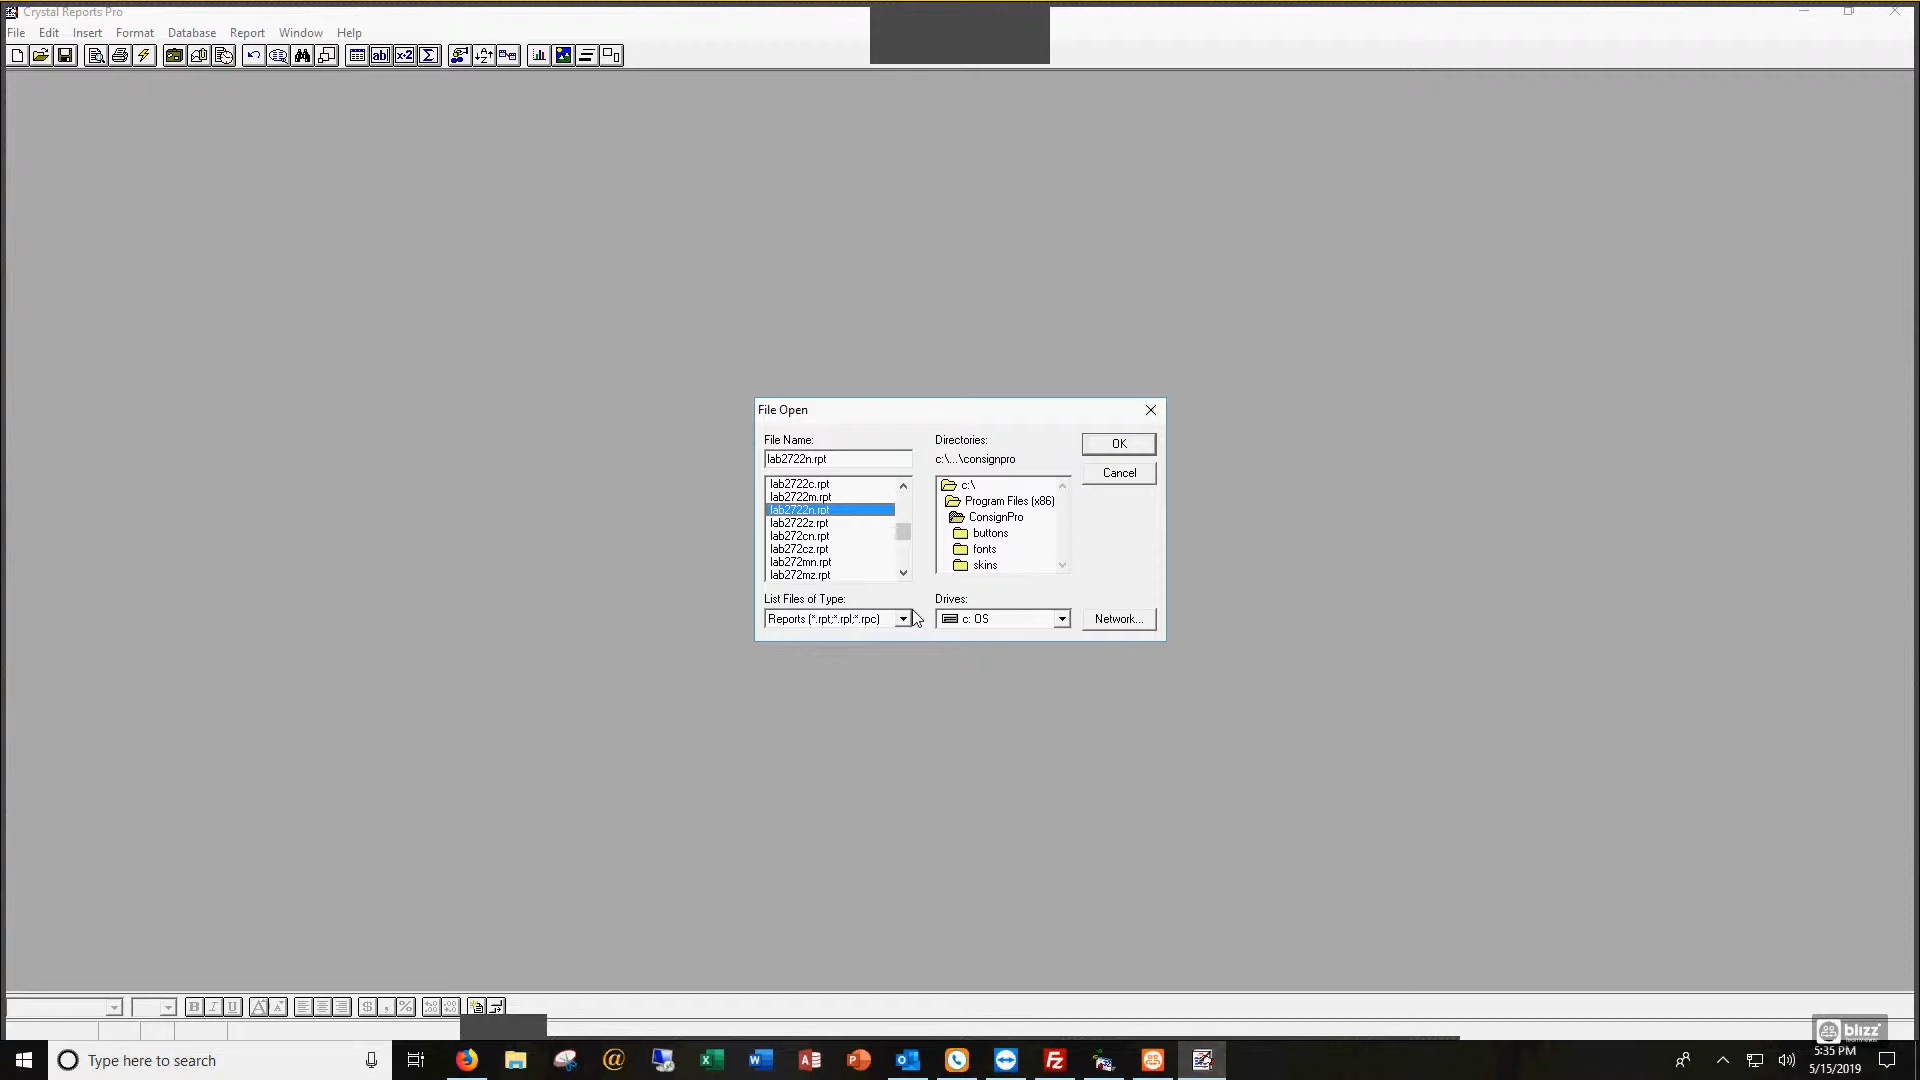 Crystal Reports Pro
File Edit Insert Format Database Report Window Help
File Open
File Name:
lab2722n.rpt
lab2722c.rpt
lab2722m.rpt
lab2722n.rpt
lab2722z.rpt
lab272cn.rpt
lab272cz.rpt
lab272mn.rpt
lab272mz.rpt
List Files of Type:
Reports (*.rpt;*.rpl;*.rpc)
Directories:
c:\...\consignpro
c:\
Program Files (x86)
ConsignPro
buttons
fonts
skins
Drives:
c: OS
OK
Cancel
Network...
blizz
Type here to search
5:35 PM
5/15/2019